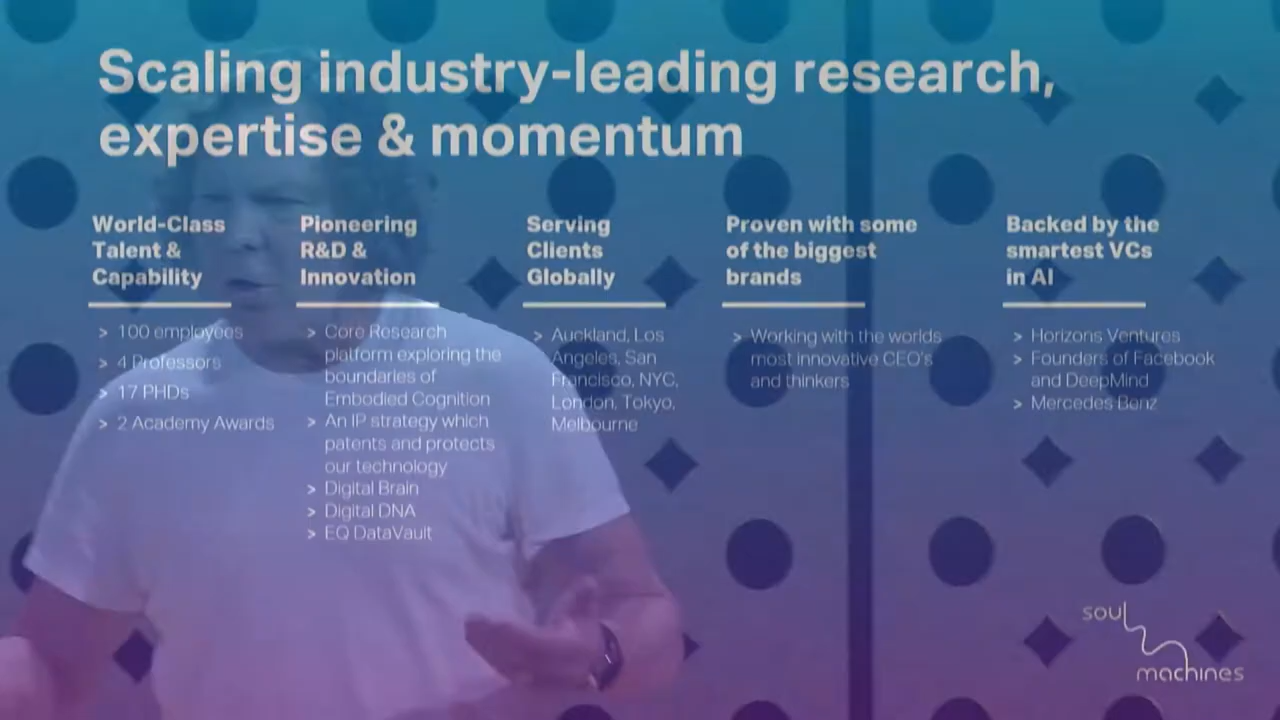 Scaling industry-leading research,
expertise & momentum
World-Class
Talent &
Capability
> 100 employees
> 4 Professors
> 17 PHDs
> 2 Academy Awards
Pioneering
R&D &
Innovation
> Core Research
platform exploring the
boundaries of
Embodied Cognition
> An IP strategy which
patents and protects
our technology
> Digital Brain
> Digital DNA
> EQ DataVault
Serving
Clients
Globally
> Auckland, Los
Angeles, San
Francisco, NYC,
London, Tokyo,
Melbourne
Proven with some
of the biggest
brands
> Working with the worlds
most innovative CEO's
and thinkers
Backed by the
smartest VCs
in AI
> Horizons Ventures
> Founders of Facebook
and DeepMind
> Mercedes Benz
soul
machines